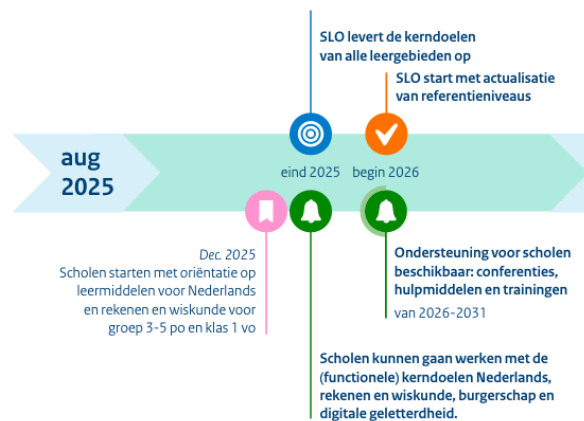 SLO levert de kerndoelen
van alle leergebieden op
SLO start met actualisatie
van referentieniveaus
aug
2025
eind 2025
begin 2026
Dec. 2025
Scholen starten met oriëntatie op
leermiddelen voor Nederlands
en rekenen en wiskunde voor
groep 3-5 po en klas 1 vo
Ondersteuning voor scholen
beschikbaar: conferenties,
hulpmiddelen en trainingen
van 2026-2031
Scholen kunnen gaan werken met de
(functionele) kerndoelen Nederlands,
rekenen en wiskunde, burgerschap en
digitale geletterdheid.